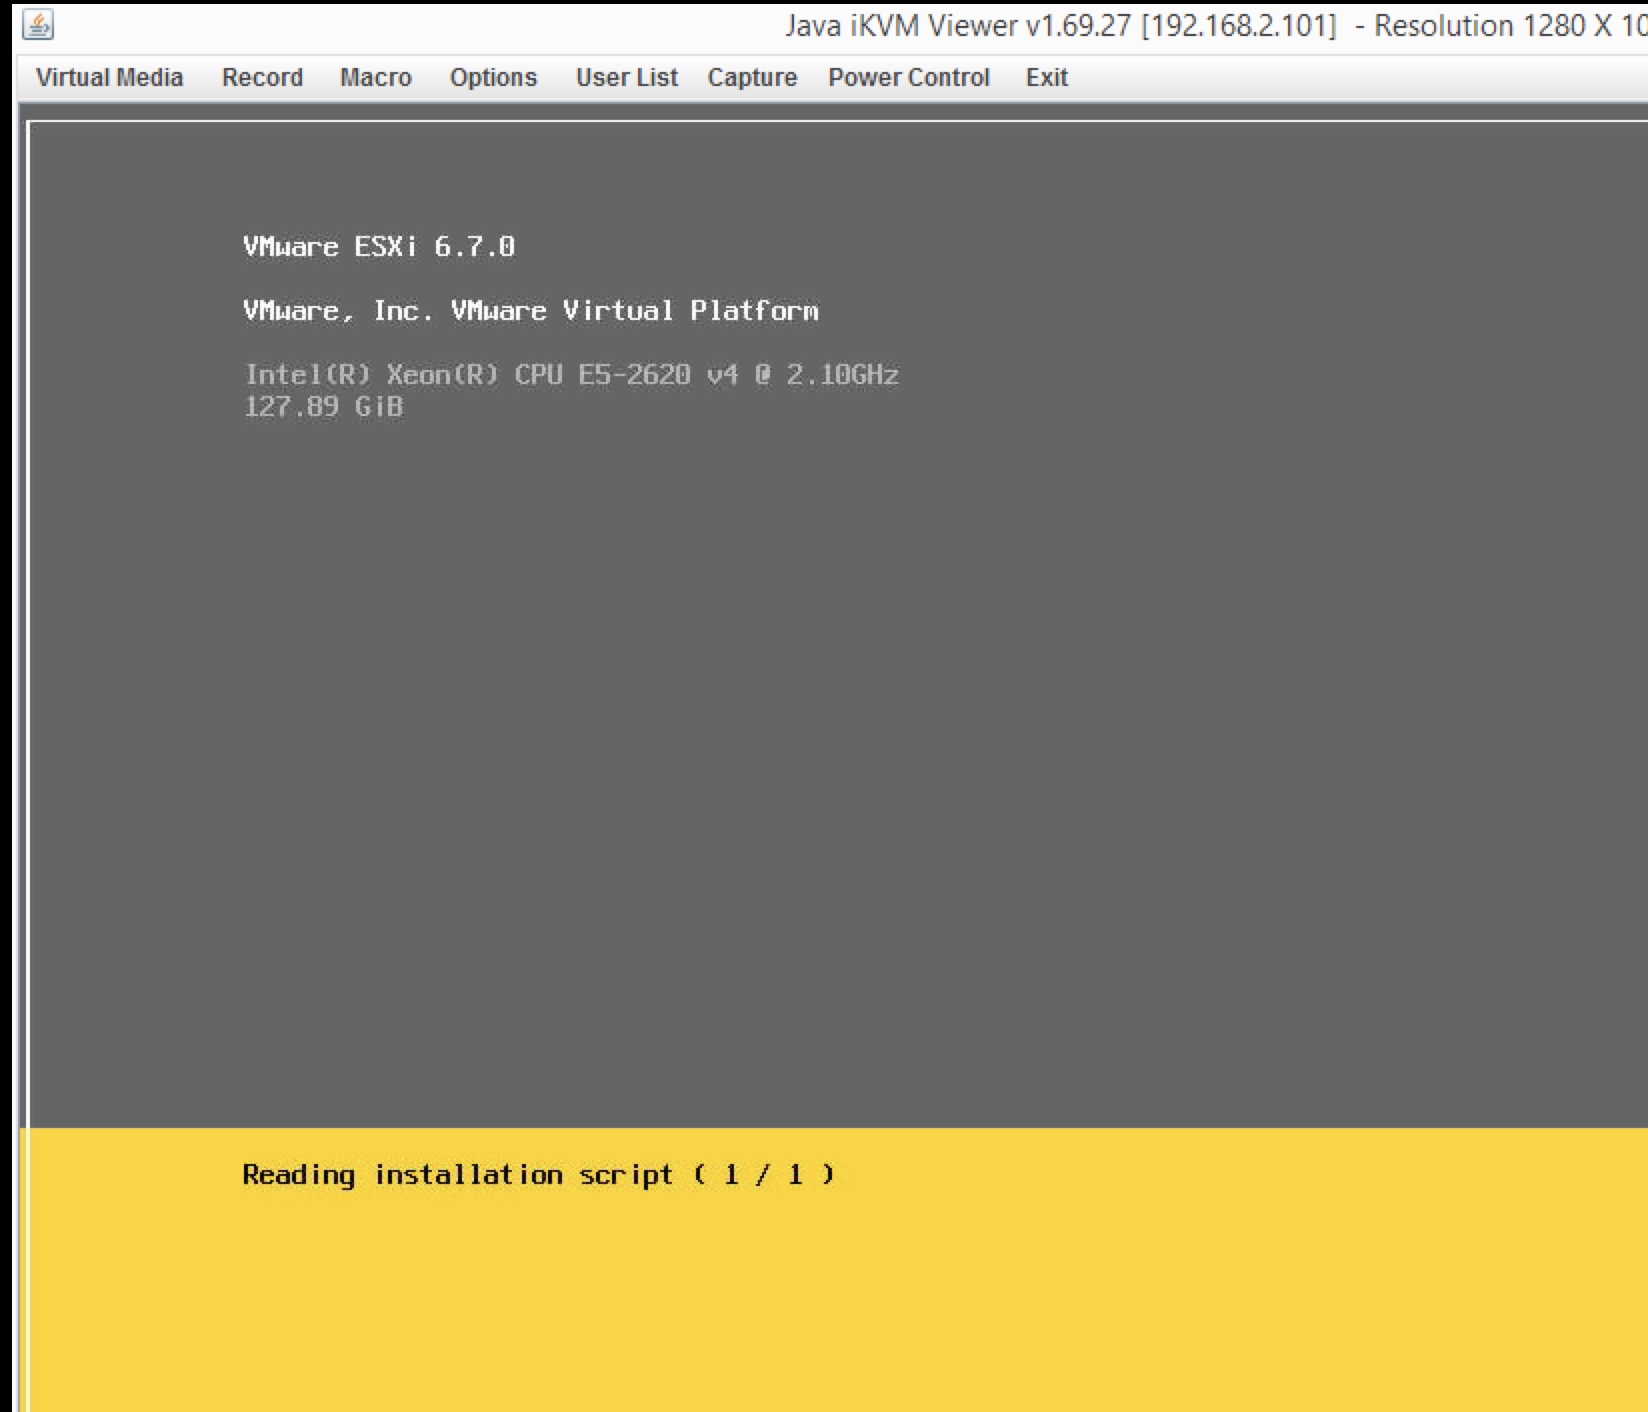 Java iKVM Viewer v1.69.27 [192.168.2.101] - Resolution 1280 X 10
Virtual Media Record Macro Options User List Capture Power Control Exit
VMware ESXi 6.7.0
VMware, Inc. VMware Virtual Platform
Intel(R) Xeon(R) CPU E5-2620 v4 @ 2.10GHz
127.89 GiB
Reading installation script ( 1 / 1 )